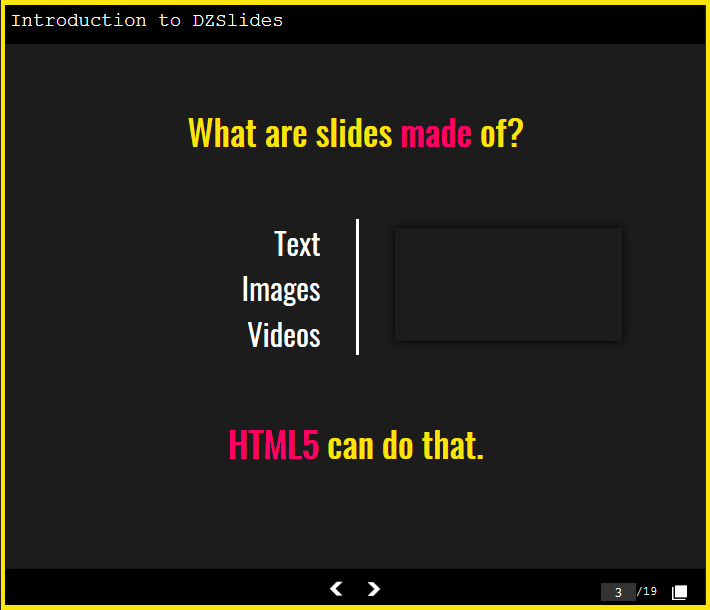 Introduction to DZSlides
What are slides made of?
Text
Images
Videos
HTML5 can do that.
3/19